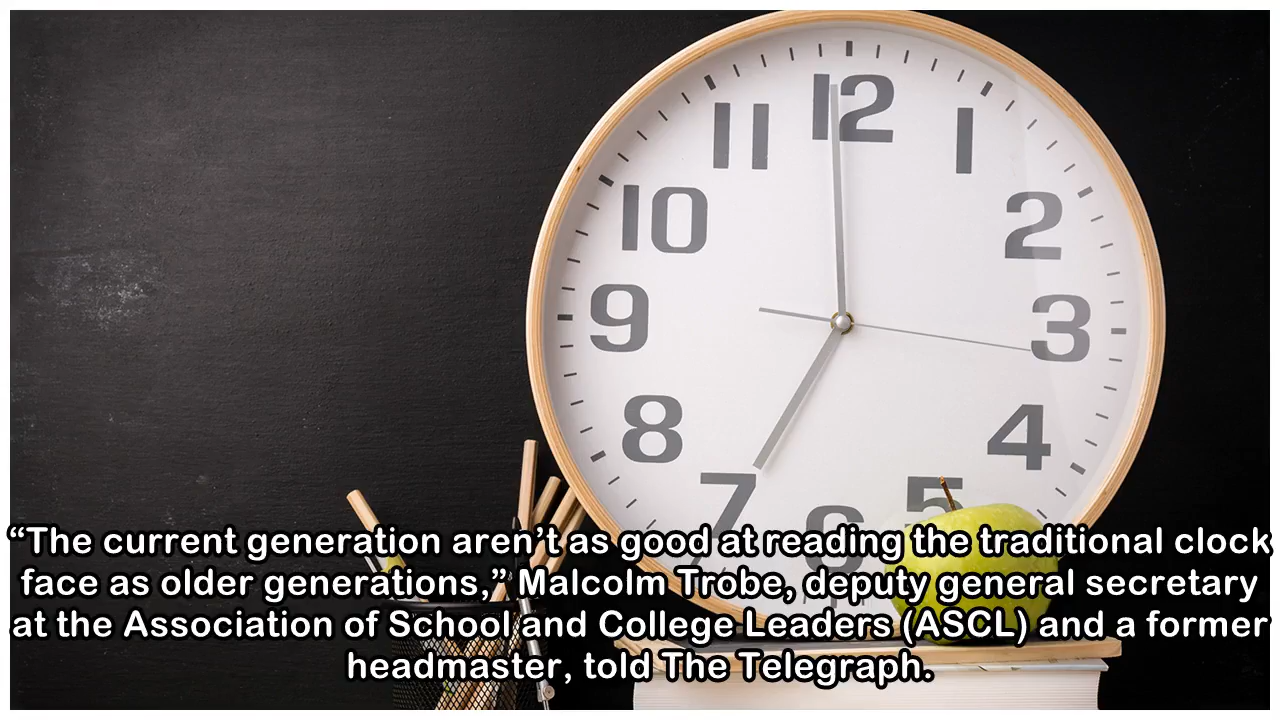 12
11 1
10 2
9 3
8 4
7 5
6
“The current generation aren’t as good at reading the traditional clock
face as older generations,” Malcolm Trobe, deputy general secretary
at the Association of School and College Leaders (ASCL) and a former
headmaster, told The Telegraph.